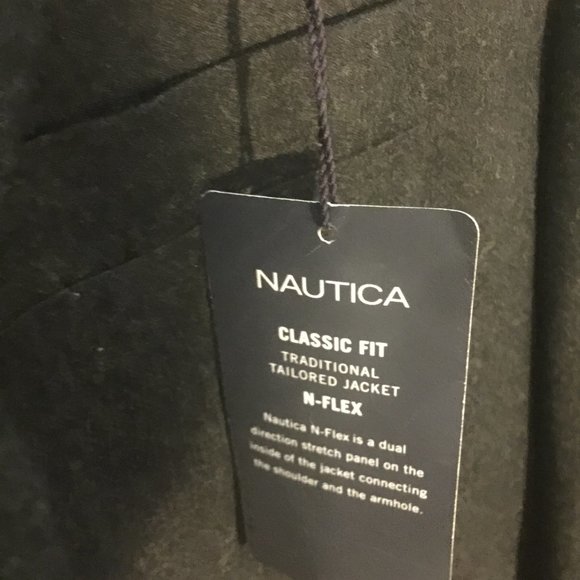 NAUTICA
CLASSIC FIT
TRADITIONAL
TAILORED JACKET
N-FLEX
Nautica N-Flex is a dual
direction stretch panel on the
inside of the jacket connecting
the shoulder and the armhole.